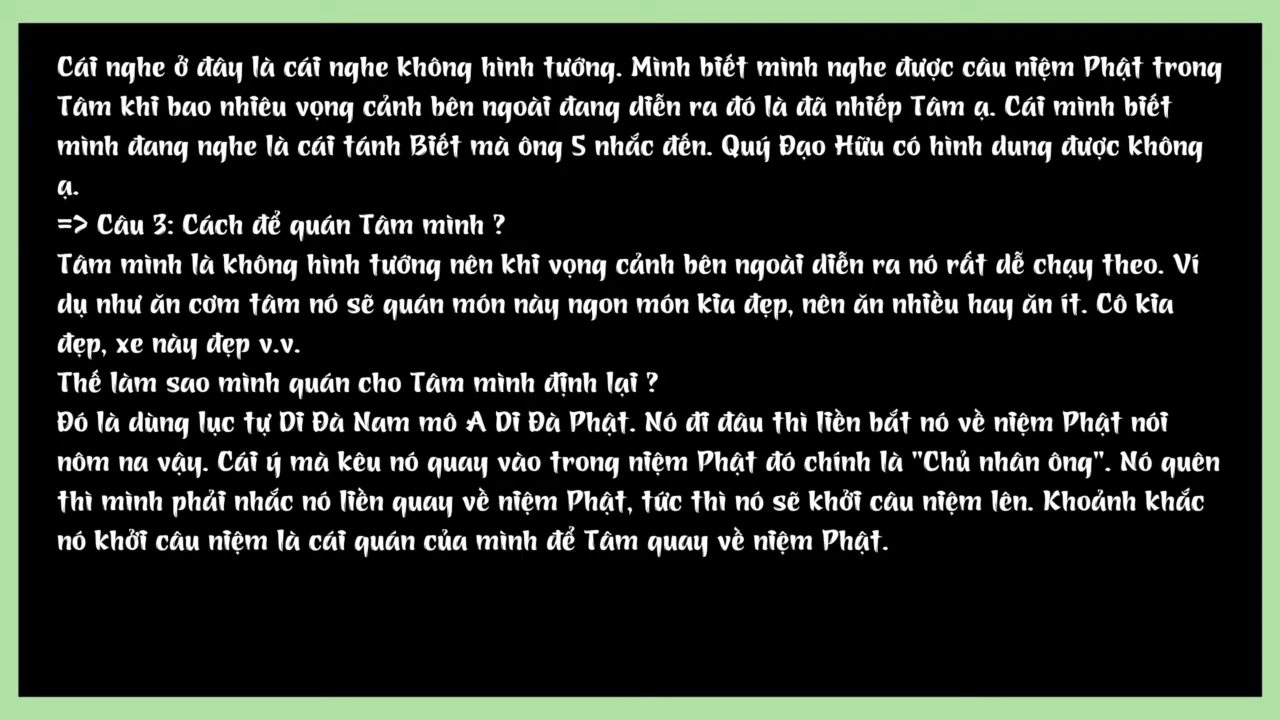 Cái nghe ở đây là cái nghe không hình tướng. Mình biết mình nghe được câu niệm Phật trong
Tâm khi bao nhiêu vọng cảnh bên ngoài đang diễn ra đó là đã nhiếp Tâm ạ. Cái mình biết
mình đang nghe là cái tánh Biết mà ông S nhắc đến. Quý Đạo Hữu có hình dung được không
ạ.
=> Câu 3: Cách để quán Tâm mình ?
Tâm mình là không hình tướng nên khi vọng cảnh bên ngoài diễn ra nó rất dễ chạy theo. Ví
dụ như ăn cơm tâm nó sẽ quán món này ngon món kia đẹp, nên ăn nhiều hay ăn ít. Cô kia
đẹp, xe này đẹp v.v.
Thế làm sao mình quán cho Tâm mình định lại ?
Đó là dùng lục tự Di Đà Nam mô A Di Đà Phật. Nó đi đâu thì liền bắt nó về niệm Phật nói
nôm na vậy. Cái ý mà kêu nó quay vào trong niệm Phật đó chính là "Chủ nhân ông". Nó quên
thì mình phải nhắc nó liền quay về niệm Phật, tức thì nó sẽ khởi câu niệm lên. Khoảnh khắc
nó khởi câu niệm là cái quán của mình để Tâm quay về niệm Phật.